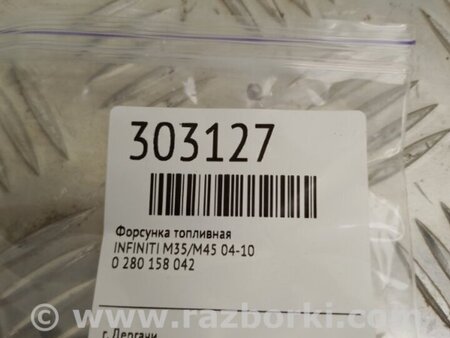 303127
Форсунка топливная
INFINITI M35/M45 04-10
0 280 158 042
г. Дергачи
© www.razborki.com